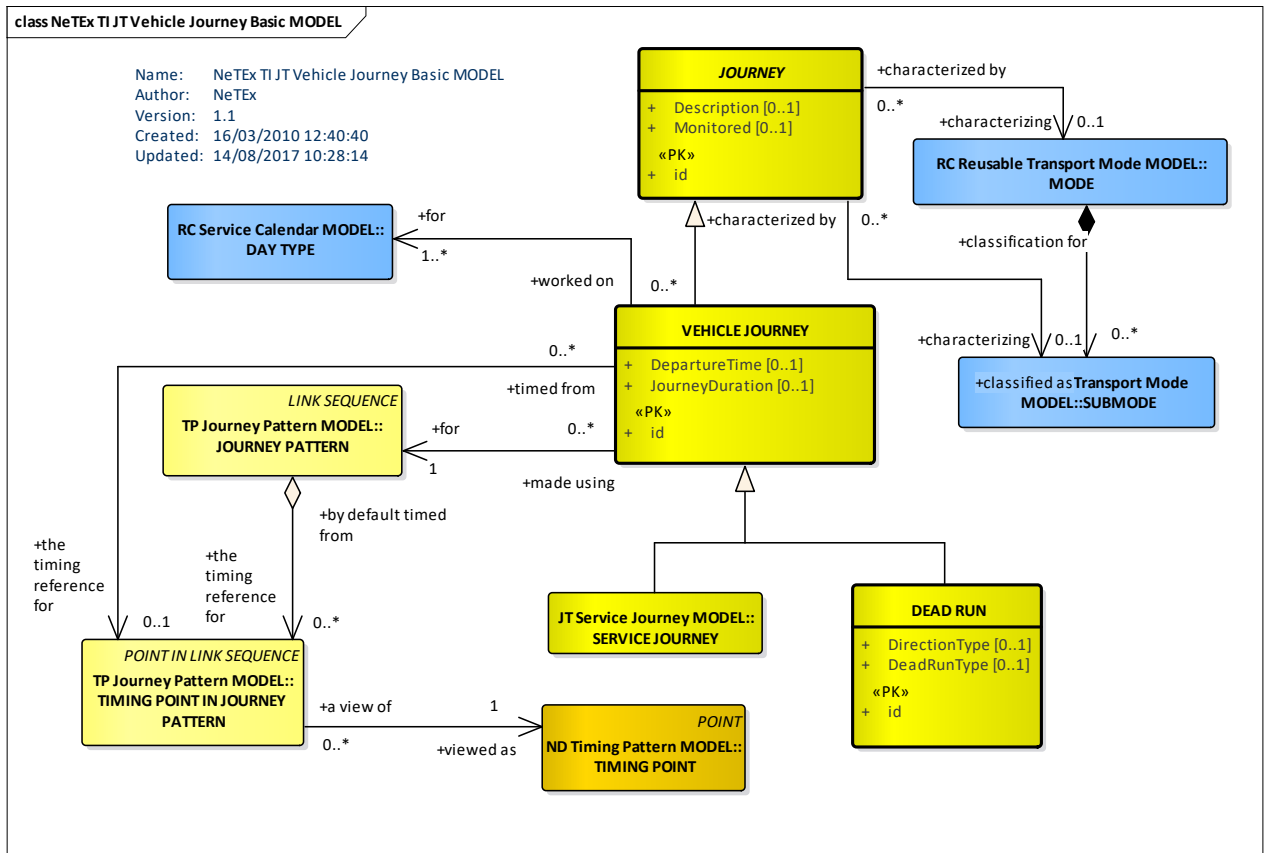 class NeTEx TI JT Vehicle Journey Basic MODEL
Name: NeTEx TI JT Vehicle Journey Basic MODEL
Author: NeTEx
Version: 1.1
Created: 16/03/2010 12:40:40
Updated: 14/08/2017 10:28:14
JOURNEY
+ Description [0..1]
+ Monitored [0..1]
«PK»
+ id
+characterized by
0..*
+characterizing
0..1
RC Reusable Transport Mode MODEL::
MODE
RC Service Calendar MODEL::
DAY TYPE
+for
1..*
+worked on
0..*
+characterized by
0..*
+classification for
+characterizing
0..1
0..*
+classified as Transport Mode
MODEL::SUBMODE
VEHICLE JOURNEY
+ DepartureTime [0..1]
+ JourneyDuration [0..1]
«PK»
+ id
0..*
+timed from
LINK SEQUENCE
TP Journey Pattern MODEL::
JOURNEY PATTERN
+for
1
0..*
+made using
+by default timed
from
+the
timing
reference
for
0..1
+the
timing
reference
for
0..*
JT Service Journey MODEL::
SERVICE JOURNEY
DEAD RUN
+ DirectionType [0..1]
+ DeadRunType [0..1]
«PK»
+ id
POINT IN LINK SEQUENCE
TP Journey Pattern MODEL::
TIMING POINT IN JOURNEY
PATTERN
+a view of
0..*
1
+viewed as
POINT
ND Timing Pattern MODEL::
TIMING POINT